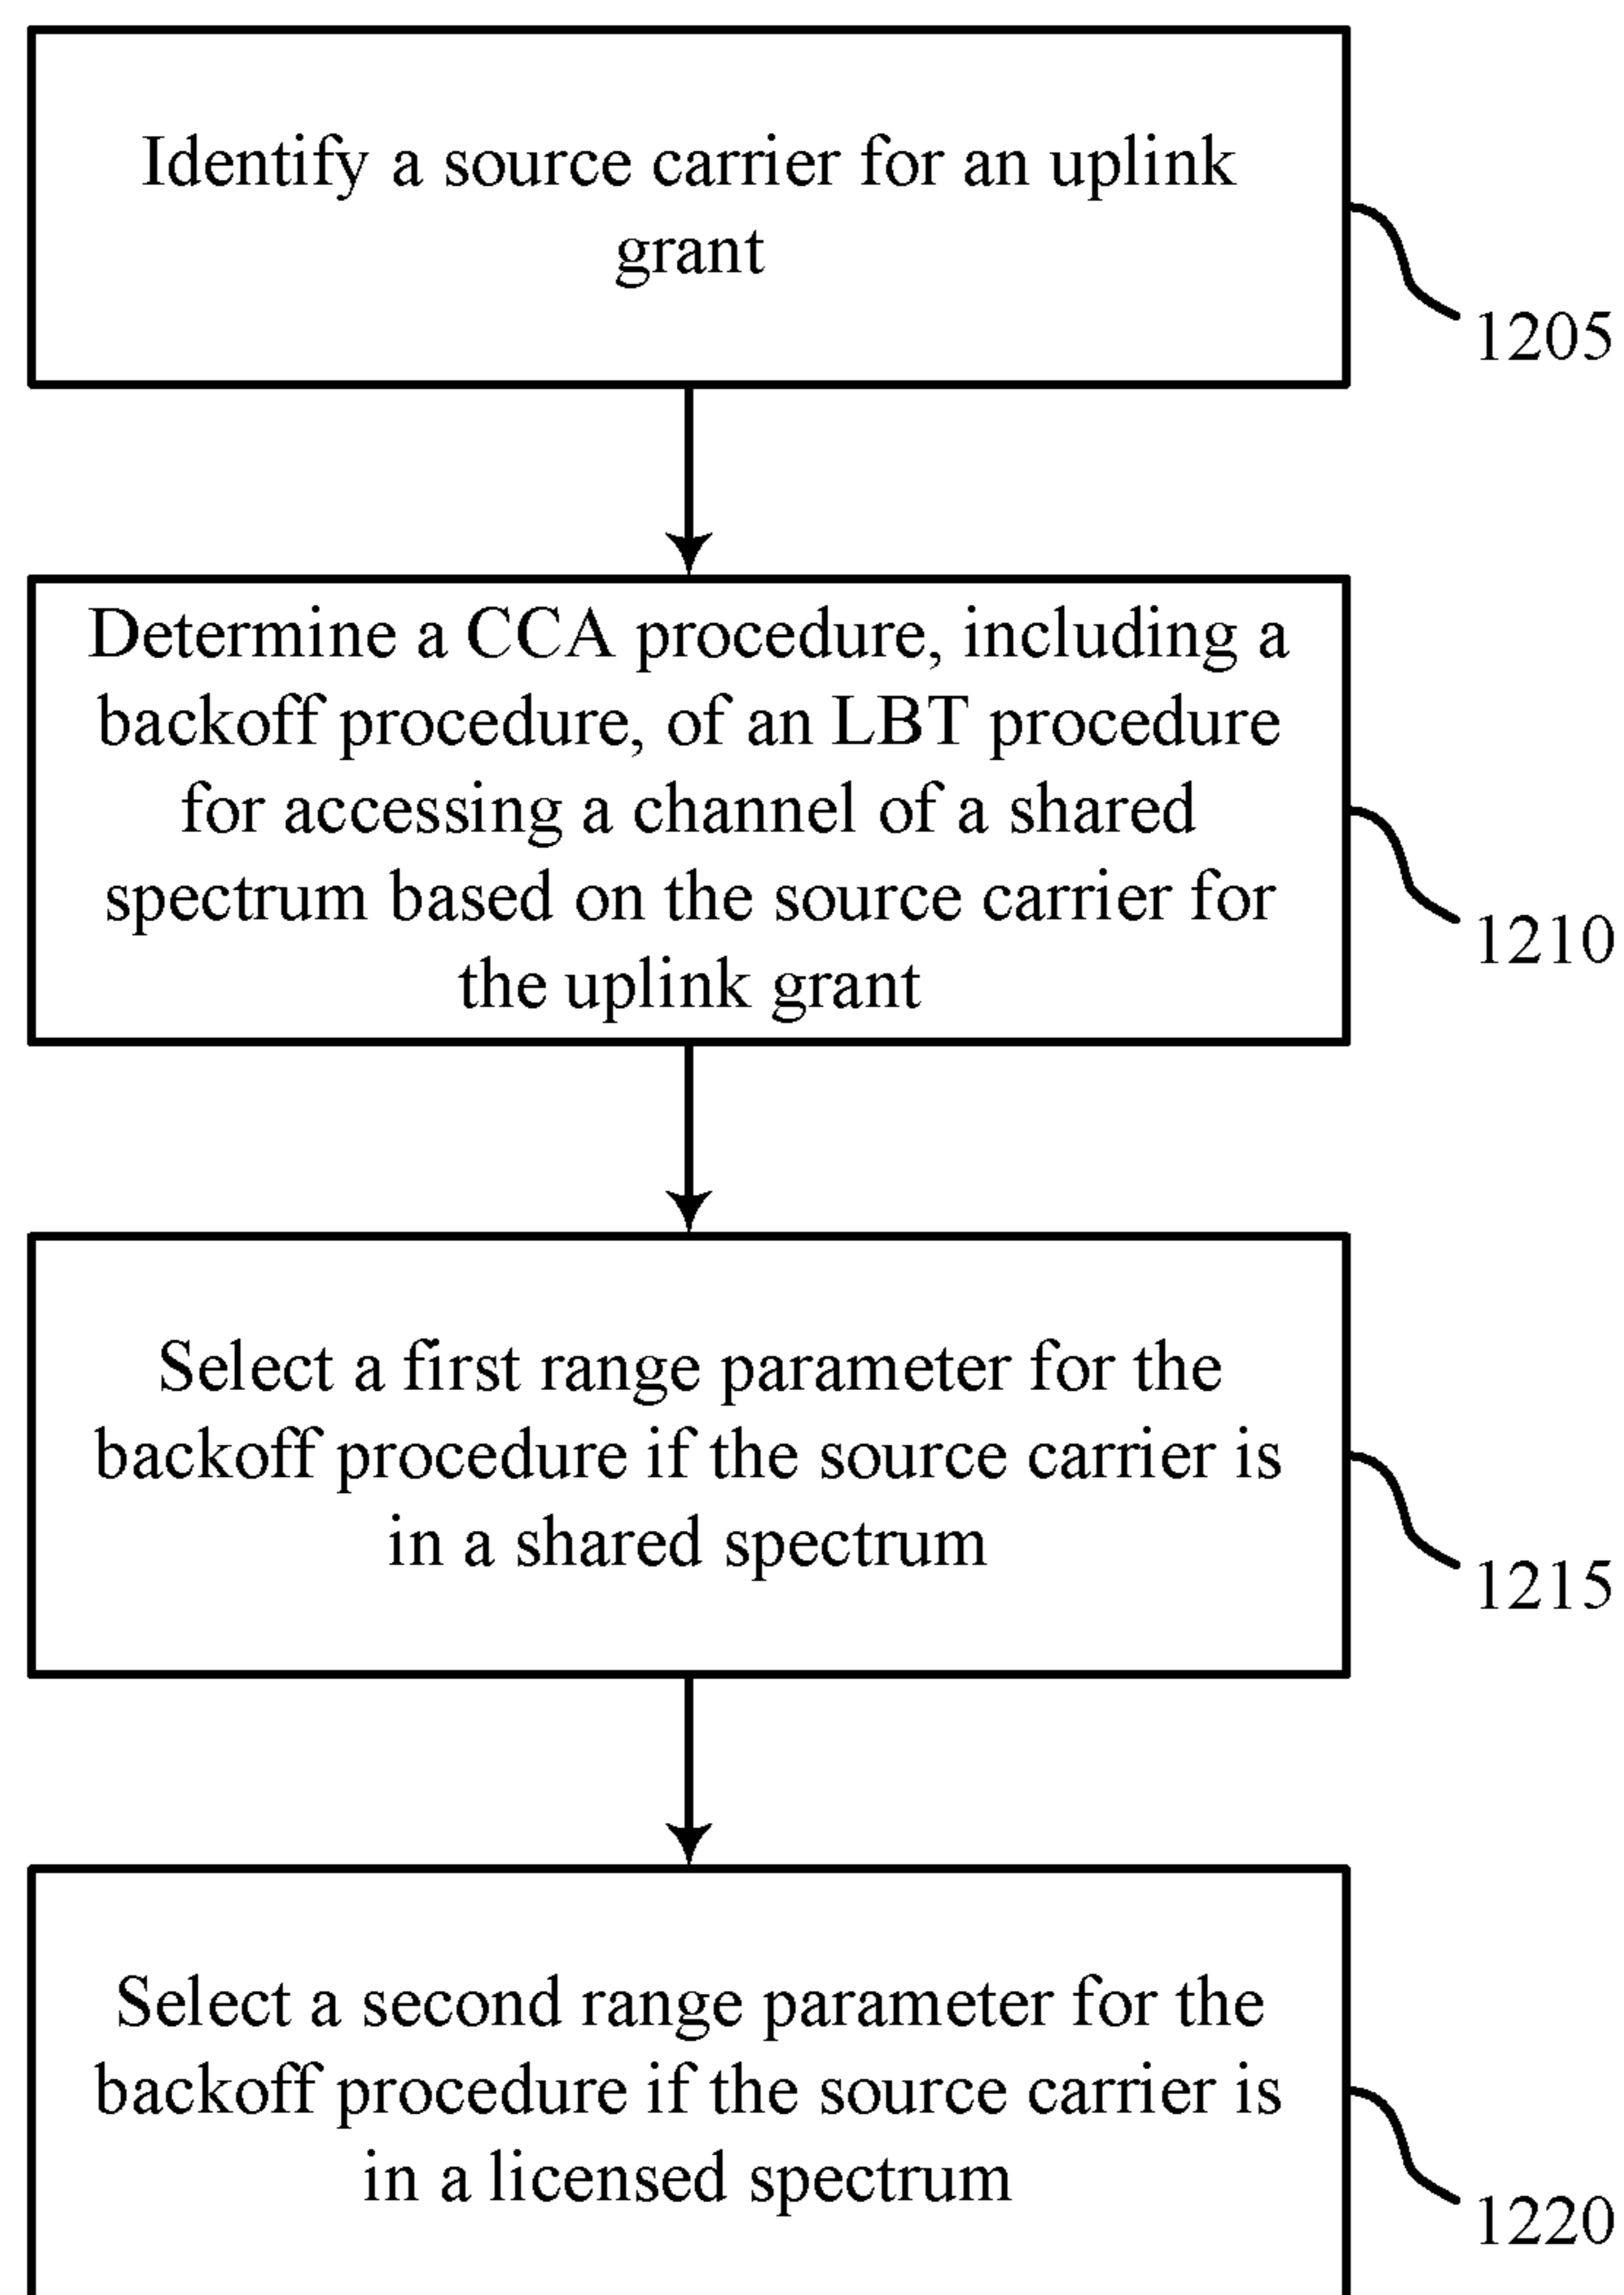 Identify a source carrier for an uplink
grant
1205
Determine a CCA procedure, including a
backoff procedure, of an LBT procedure
for accessing a channel of a shared
spectrum based on the source carrier for
the uplink grant
1210
Select a first range parameter for the
backoff procedure if the source carrier is
in a shared spectrum
1215
Select a second range parameter for the
backoff procedure if the source carrier is
in a licensed spectrum
1220